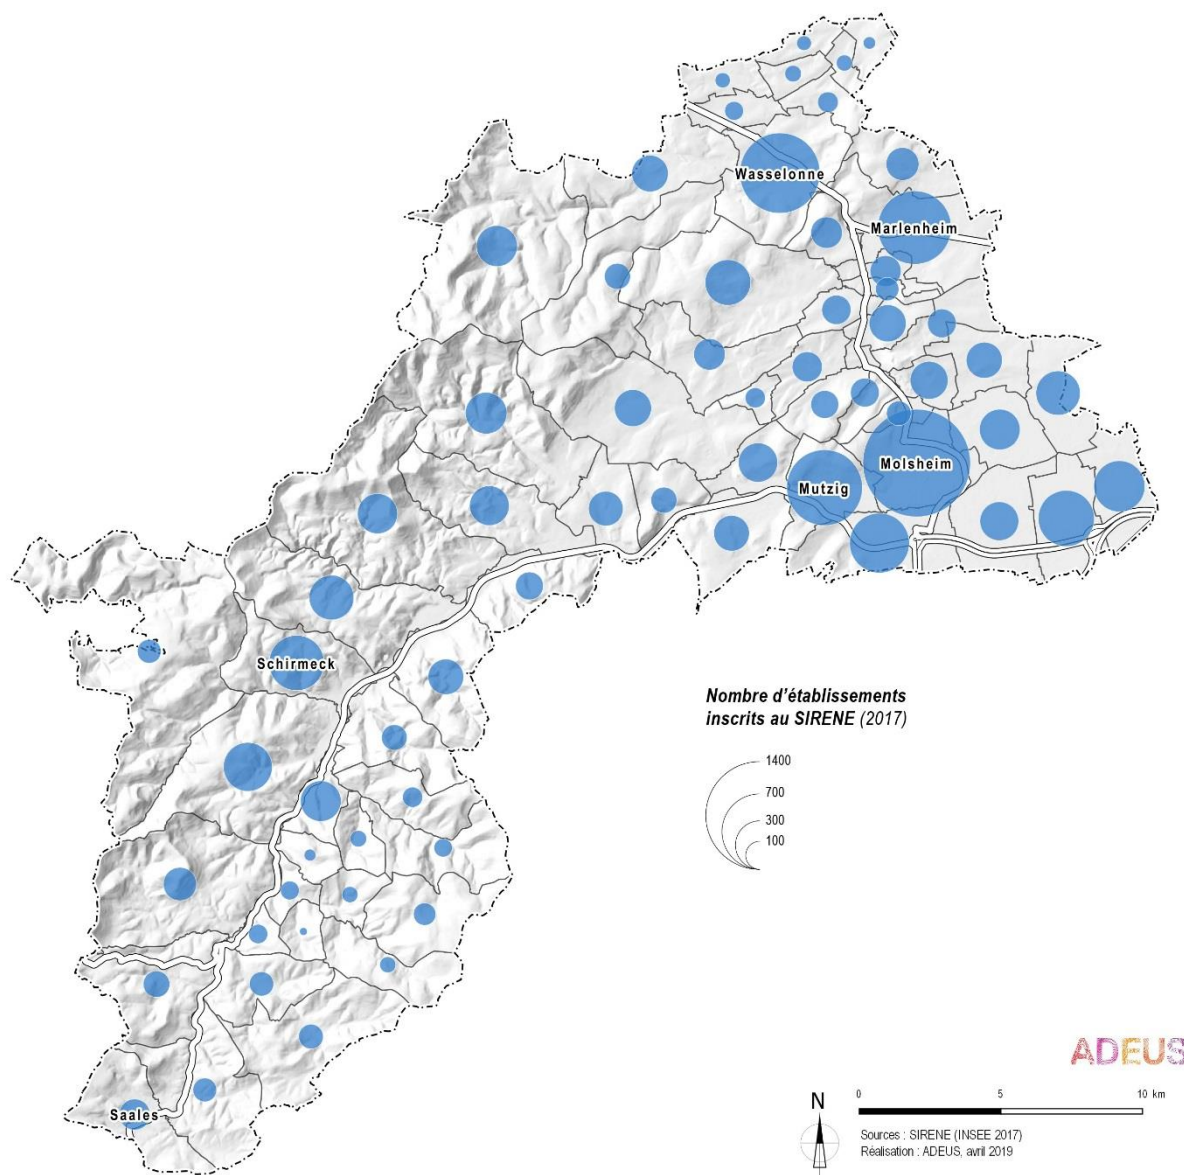 Wasselonne
Marlenheim
Molsheim
Mutzig
Schirmeck
Saales
Nombre d'établissements
inscrits au SIRENE (2017)
1400
700
300
100
ADEUS
N
0 5 10 km
Sources : SIRENE (INSEE 2017)
Réalisation : ADEUS, avril 2019